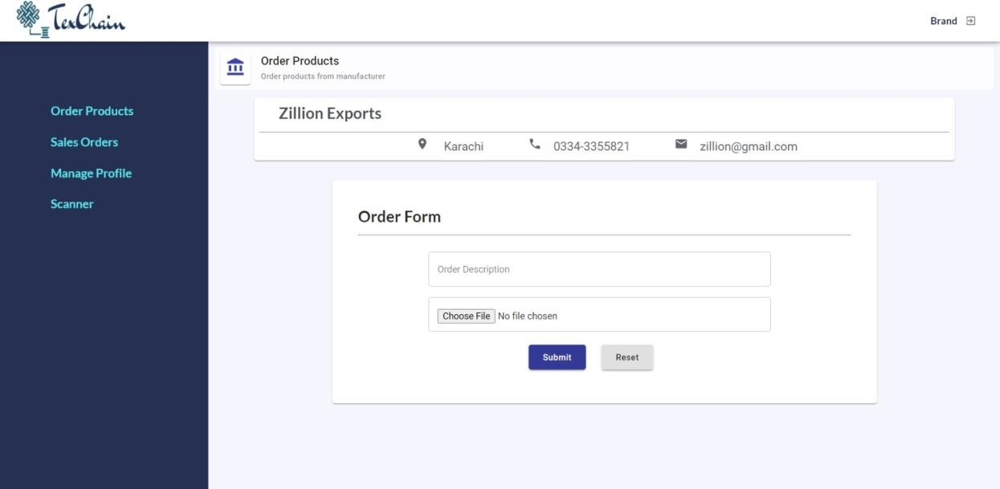 TexChain
Brand
Order Products
Order products from manufacturer
Order Products
Sales Orders
Manage Profile
Scanner
Zillion Exports
Karachi 0334-3355821 zillion@gmail.com
Order Form
Order Description
Choose File No file chosen
Submit Reset